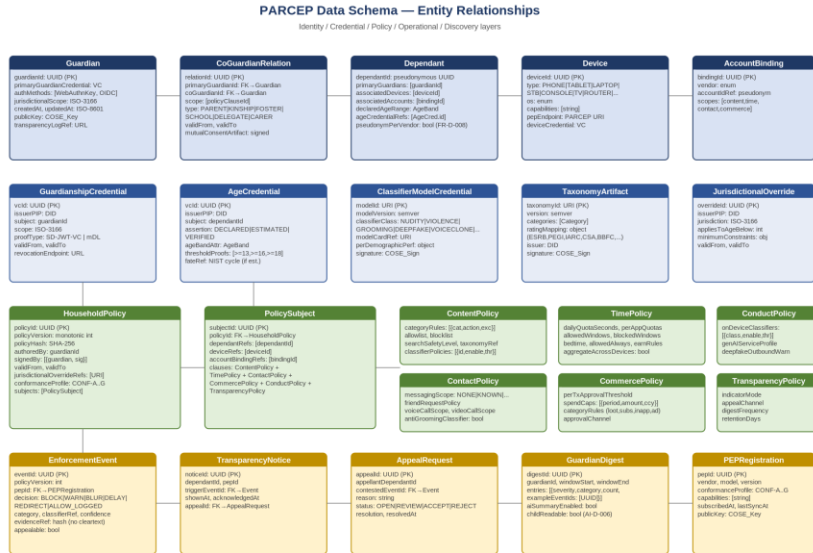 PARCEP Data Schema — Entity Relationships
Identity / Credential / Policy / Operational / Discovery layers
Guardian
guardianId: UUID (PK)
primaryGuardianCredential: VC
authMethods: [WebAuthnKey, OIDC]
jurisdictionalScope: ISO-3166
createdAt, updatedAt: ISO-8601
publicKey: COSE_Key
transparencyLogRef: URL
CoGuardianRelation
relationId: UUID (PK)
primaryGuardianId: FK→Guardian
coGuardianId: FK→Guardian
scope: [policyClauseId]
type: PARENT|KINSHIP|FOSTER|
SCHOOL|DELEGATE|CARER
validFrom, validTo
mutualConsentArtifact: signed
Dependant
dependantId: pseudonymous UUID
primaryGuardians: [guardianId]
associatedDevices: [deviceId]
associatedAccounts: [bindingId]
declaredAgeRange: AgeBand
ageCredentialRefs: [AgeCred.id]
pseudonymPerVendor: bool (FR-D-008)
Device
deviceId: UUID (PK)
type: PHONE|TABLET|LAPTOP|
STB|CONSOLE|TV|ROUTER|...
os: enum
capabilities: [string]
pepEndpoint: PARCEP URI
deviceCredential: VC
AccountBinding
bindingId: UUID (PK)
vendor: enum
accountIdRef: pseudonym
scopes: [content,time,
contact,commerce]
GuardianshipCredential
vcId: UUID (PK)
issuerPIP: DID
subject: guardianId
scope: ISO-3166
proofType: SD-JWT-VC | mDL
validFrom, validTo
revocationEndpoint: URL
AgeCredential
vcId: UUID (PK)
issuerPIP: DID
subject: dependantId
assertion: DECLARED|ESTIMATED|
VERIFIED
ageBandAttr: AgeBand
thresholdProofs: [>=13,>=16,>=18]
fateRef: NIST cycle (if est.)
ClassifierModelCredential
modelId: URI (PK)
modelVersion: semver
classifierClass: NUDITY|VIOLENCE|
GROOMING|DEEPFAKE|VOICECLONE|...
modelCardRef: URI
perDemographicPerf: object
signature: COSE_Sign
TaxonomyArtifact
taxonomyId: URI (PK)
version: semver
categories: [Category]
ratingMapping: object
(ESRB,PEGI,IARC,CSA,BBFC,...)
issuer: DID
signature: COSE_Sign
JurisdictionalOverride
overrideId: UUID (PK)
issuerPIP: DID
jurisdiction: ISO-3166
appliesToAgeBelow: int
minimumConstraints: obj
validFrom, validTo
HouseholdPolicy
policyId: UUID (PK)
policyVersion: monotonic int
policyHash: SHA-256
authoredBy: guardianId
signedBy: [{guardian, sig}]
validFrom, validTo
jurisdictionalOverrideRefs: [URI]
conformanceProfile: CONF-A..G
subjects: [PolicySubject]
PolicySubject
subjectId: UUID (PK)
policyId: FK→HouseholdPolicy
dependantRefs: [dependantId]
deviceRefs: [deviceId]
accountBindingRefs: [bindingId]
clauses: ContentPolicy +
TimePolicy + ContactPolicy +
CommercePolicy + ConductPolicy +
TransparencyPolicy
ContentPolicy
categoryRules: [{cat,action,exc}]
allowlist, blocklist
searchSafetyLevel, taxonomyRef
classifierPolicies: [{id,enable,thr}]
TimePolicy
dailyQuotaSeconds, perAppQuotas
allowedWindows, blockedWindows
bedtime, allowedAlways, earnRules
aggregateAcrossDevices: bool
ConductPolicy
onDeviceClassifiers:
[{class,enable,thr}]
genAIServiceProfile
deepfakeOutboundWarn
ContactPolicy
messagingScope: NONE|KNOWN|...
friendRequestPolicy
voiceCallScope, videoCallScope
antiGroomingClassifier: bool
CommercePolicy
perTxApprovalThreshold
spendCaps: [{period,amount,ccy}]
categoryRules (loot,subs,inapp,ad)
approvalChannel
TransparencyPolicy
indicatorMode
appealChannel
digestFrequency
retentionDays
EnforcementEvent
eventId: UUID (PK)
policyVersion: int
pepId: FK→PEPRegistration
decision: BLOCK|WARN|BLUR|DELAY|
REDIRECT|ALLOW_LOGGED
category, classifierRef, confidence
evidenceRef: hash (no cleartext)
appealable: bool
TransparencyNotice
noticeId: UUID (PK)
dependantId, pepId
triggerEventId: FK→Event
shownAt, acknowledgedAt
appealId: FK→AppealRequest
AppealRequest
appealId: UUID (PK)
appellantDependantId
contestedEventId: FK→Event
reason: string
status: OPEN|REVIEW|ACCEPT|REJECT
resolution, resolvedAt
GuardianDigest
digestId: UUID (PK)
guardianId, windowStart, windowEnd
entries: [{severity,category,count,
exampleEventIds: [UUID]}]
aiSummaryEnabled: bool
childReadable: bool (AI-D-006)
PEPRegistration
pepId: UUID (PK)
vendor, model, version
conformanceProfile: CONF-A..G
capabilities: [string]
subscribedAt, lastSyncAt
publicKey: COSE_Key